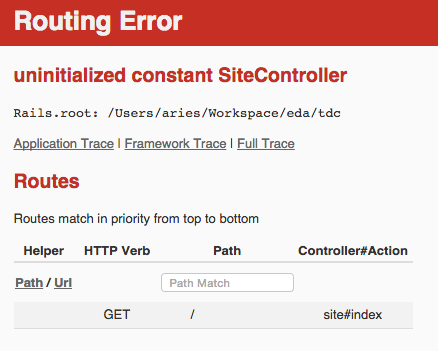 Routing Error
uninitialized constant SiteController
Rails.root: /Users/aries/Workspace/eda/tdc
Application Trace | Framework Trace | Full Trace
Routes
Routes match in priority from top to bottom
Helper HTTP Verb Path Controller#Action
Path / Url Path Match
GET / site#index